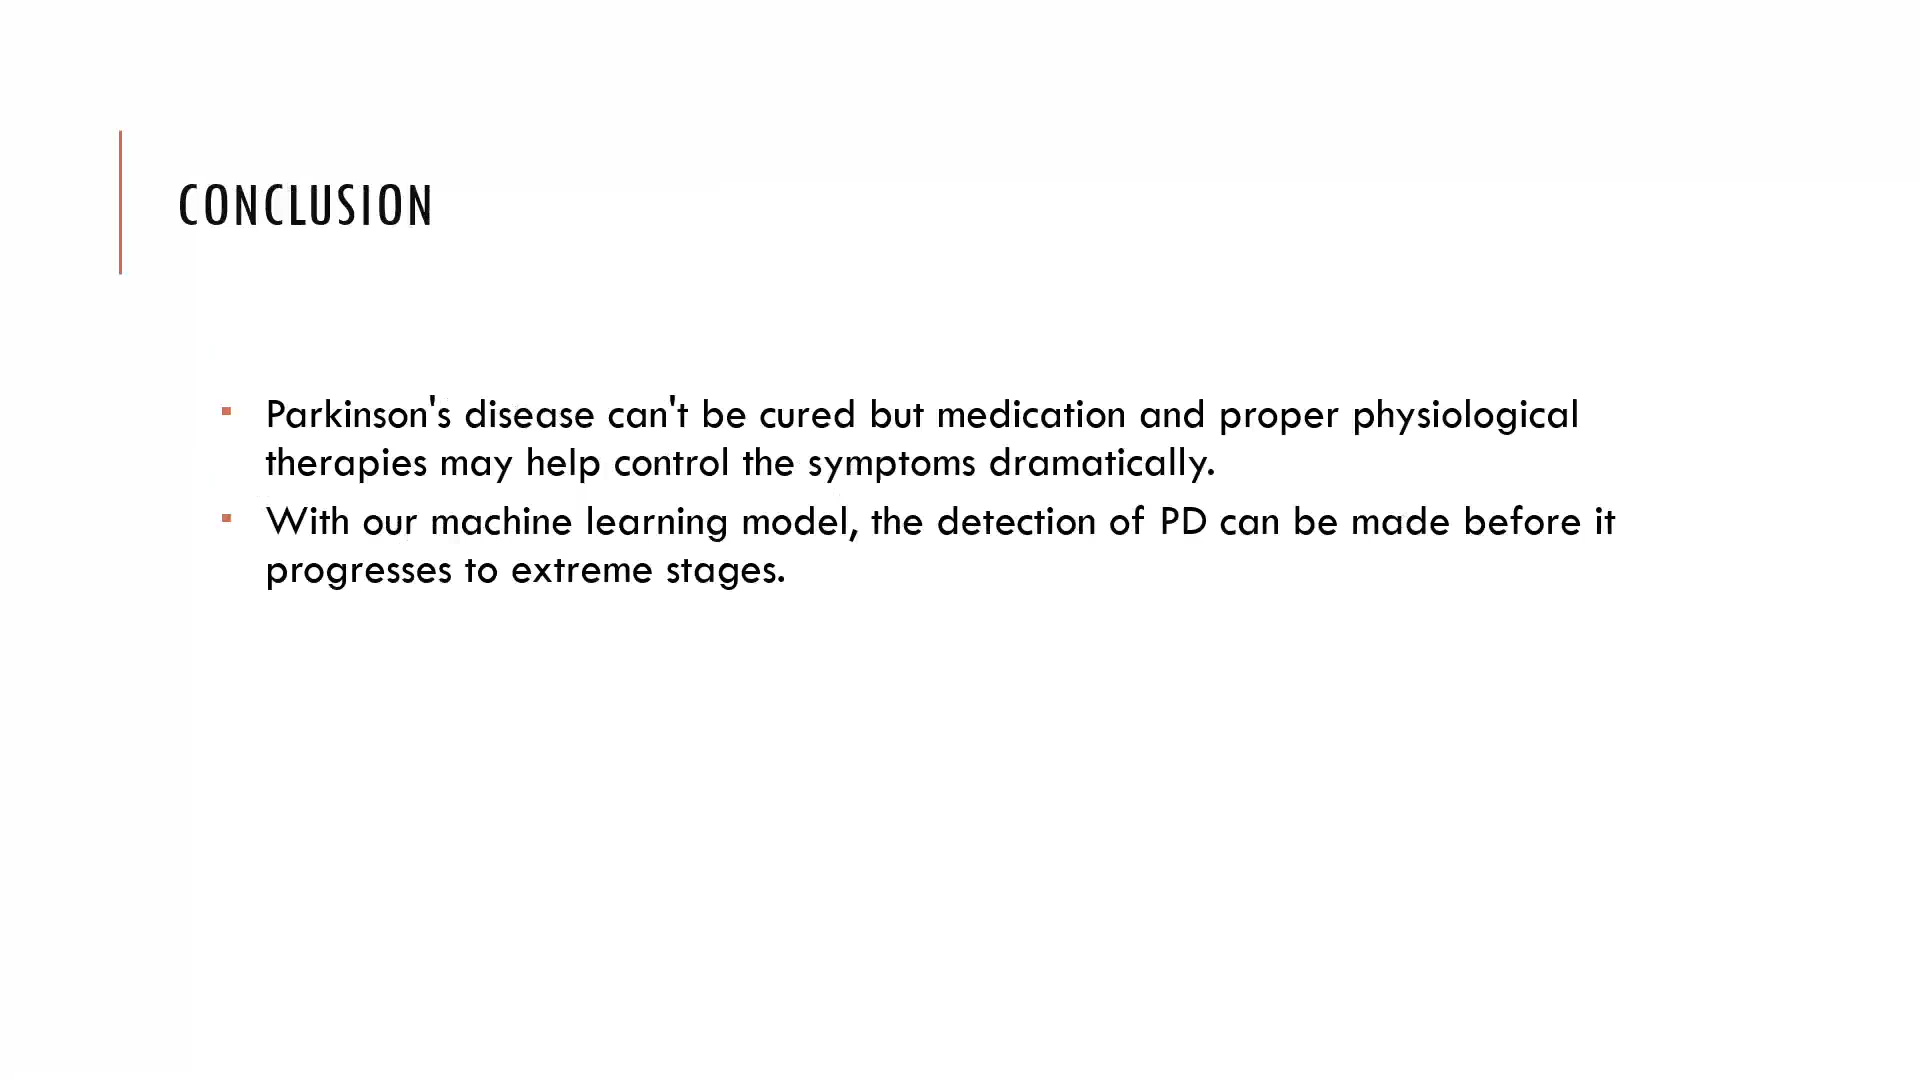 CONCLUSION
Parkinson's disease can't be cured but medication and proper physiological
therapies may help control the symptoms dramatically.
With our machine learning model, the detection of PD can be made before it
progresses to extreme stages.